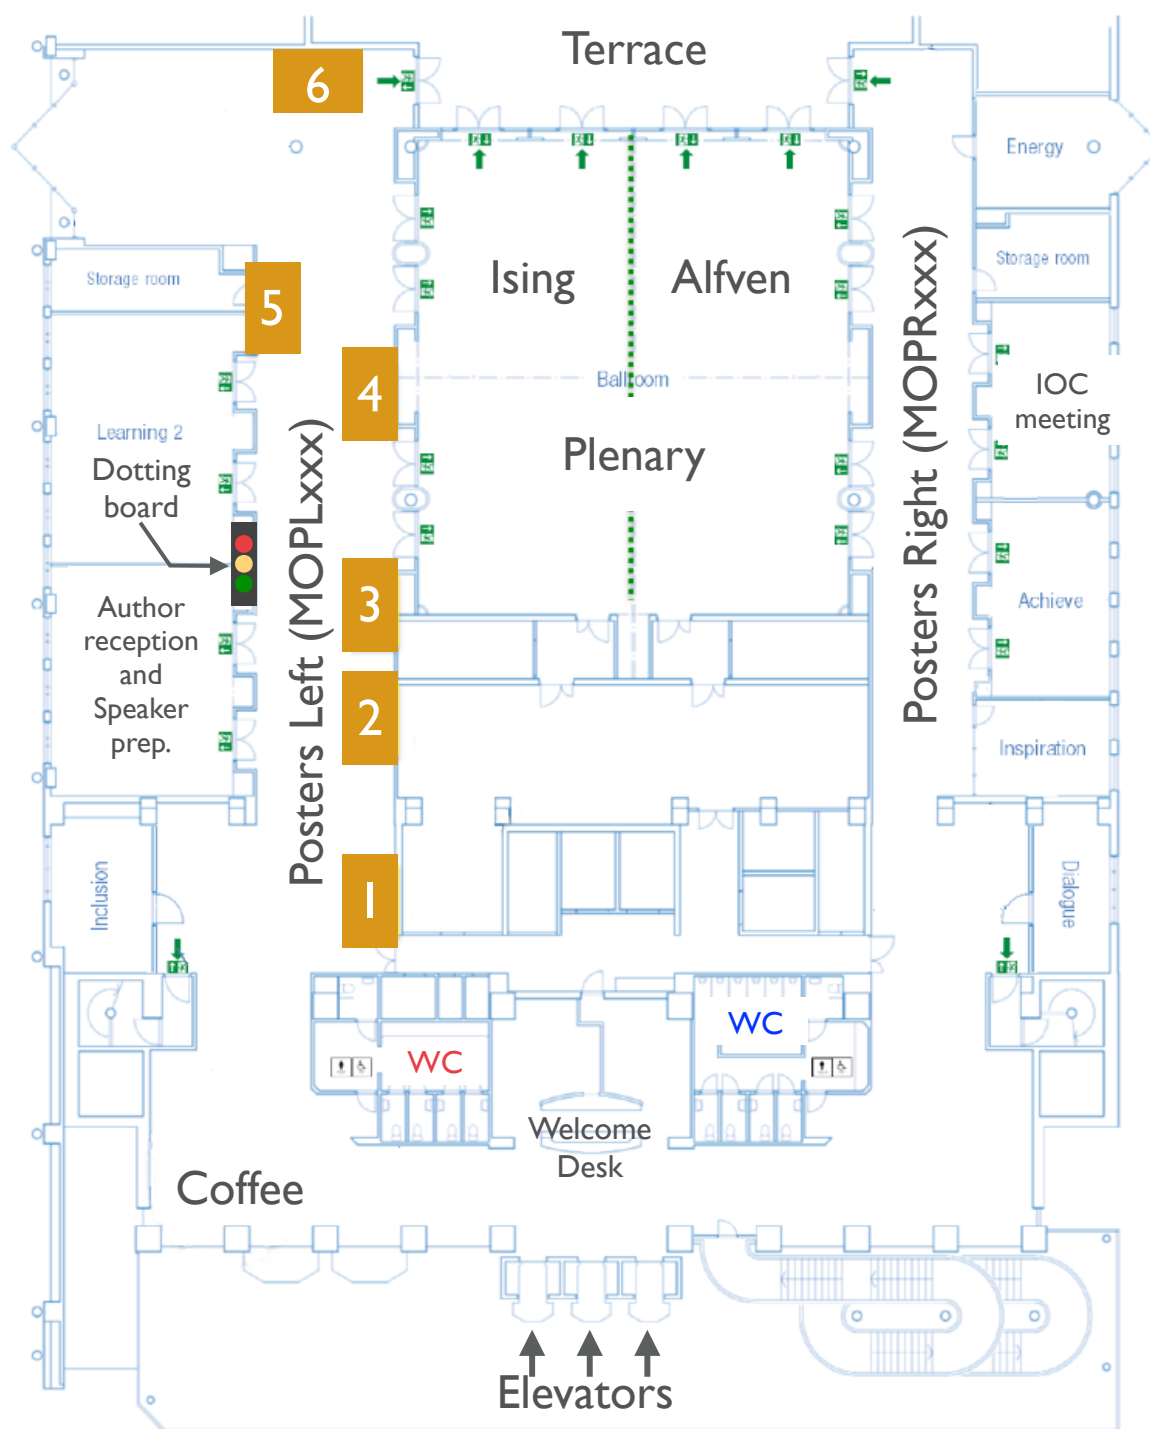 Terrace
6
Energy
Storage room
Storage room
5
Ising
Alfven
4
Ballroom
IOC
meeting
Learning 2
Dotting
board
Plenary
Posters Left (MOPLxxx)
Posters Right (MOPRxxx)
3
Author
reception
and
Speaker
prep.
Achieve
2
Inspiration
1
Inclusion
Dialogue
WC
WC
Welcome
Desk
Coffee
Elevators